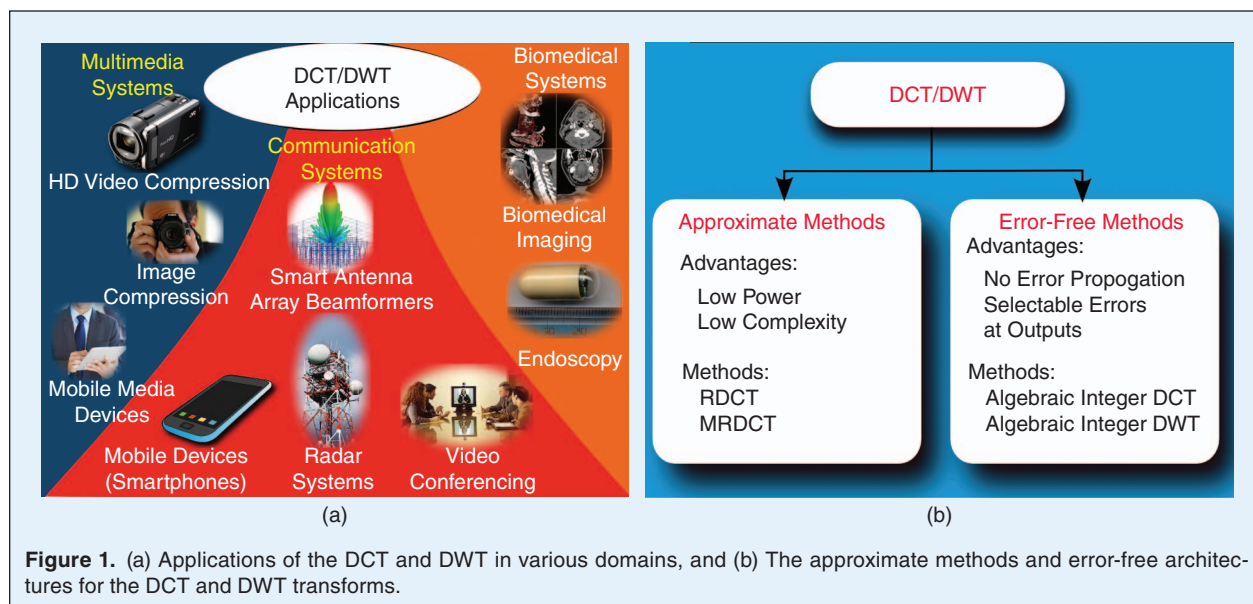 DCT/DWT
Applications
Multimedia
Systems
HD Video Compression
Image
Compression
Mobile Media
Devices
Communication
Systems
Smart Antenna
Array Beamformers
Mobile Devices
(Smartphones)
Radar
Systems
Video
Conferencing
Biomedical
Systems
Biomedical
Imaging
Endoscopy
(a)
DCT/DWT
Approximate Methods
Advantages:
Low Power
Low Complexity
Methods:
RDCT
MRDCT
Error-Free Methods
Advantages:
No Error Propogation
Selectable Errors
at Outputs
Methods:
Algebraic Integer DCT
Algebraic Integer DWT
(b)
Figure 1. (a) Applications of the DCT and DWT in various domains, and (b) The approximate methods and error-free architec-
tures for the DCT and DWT transforms.